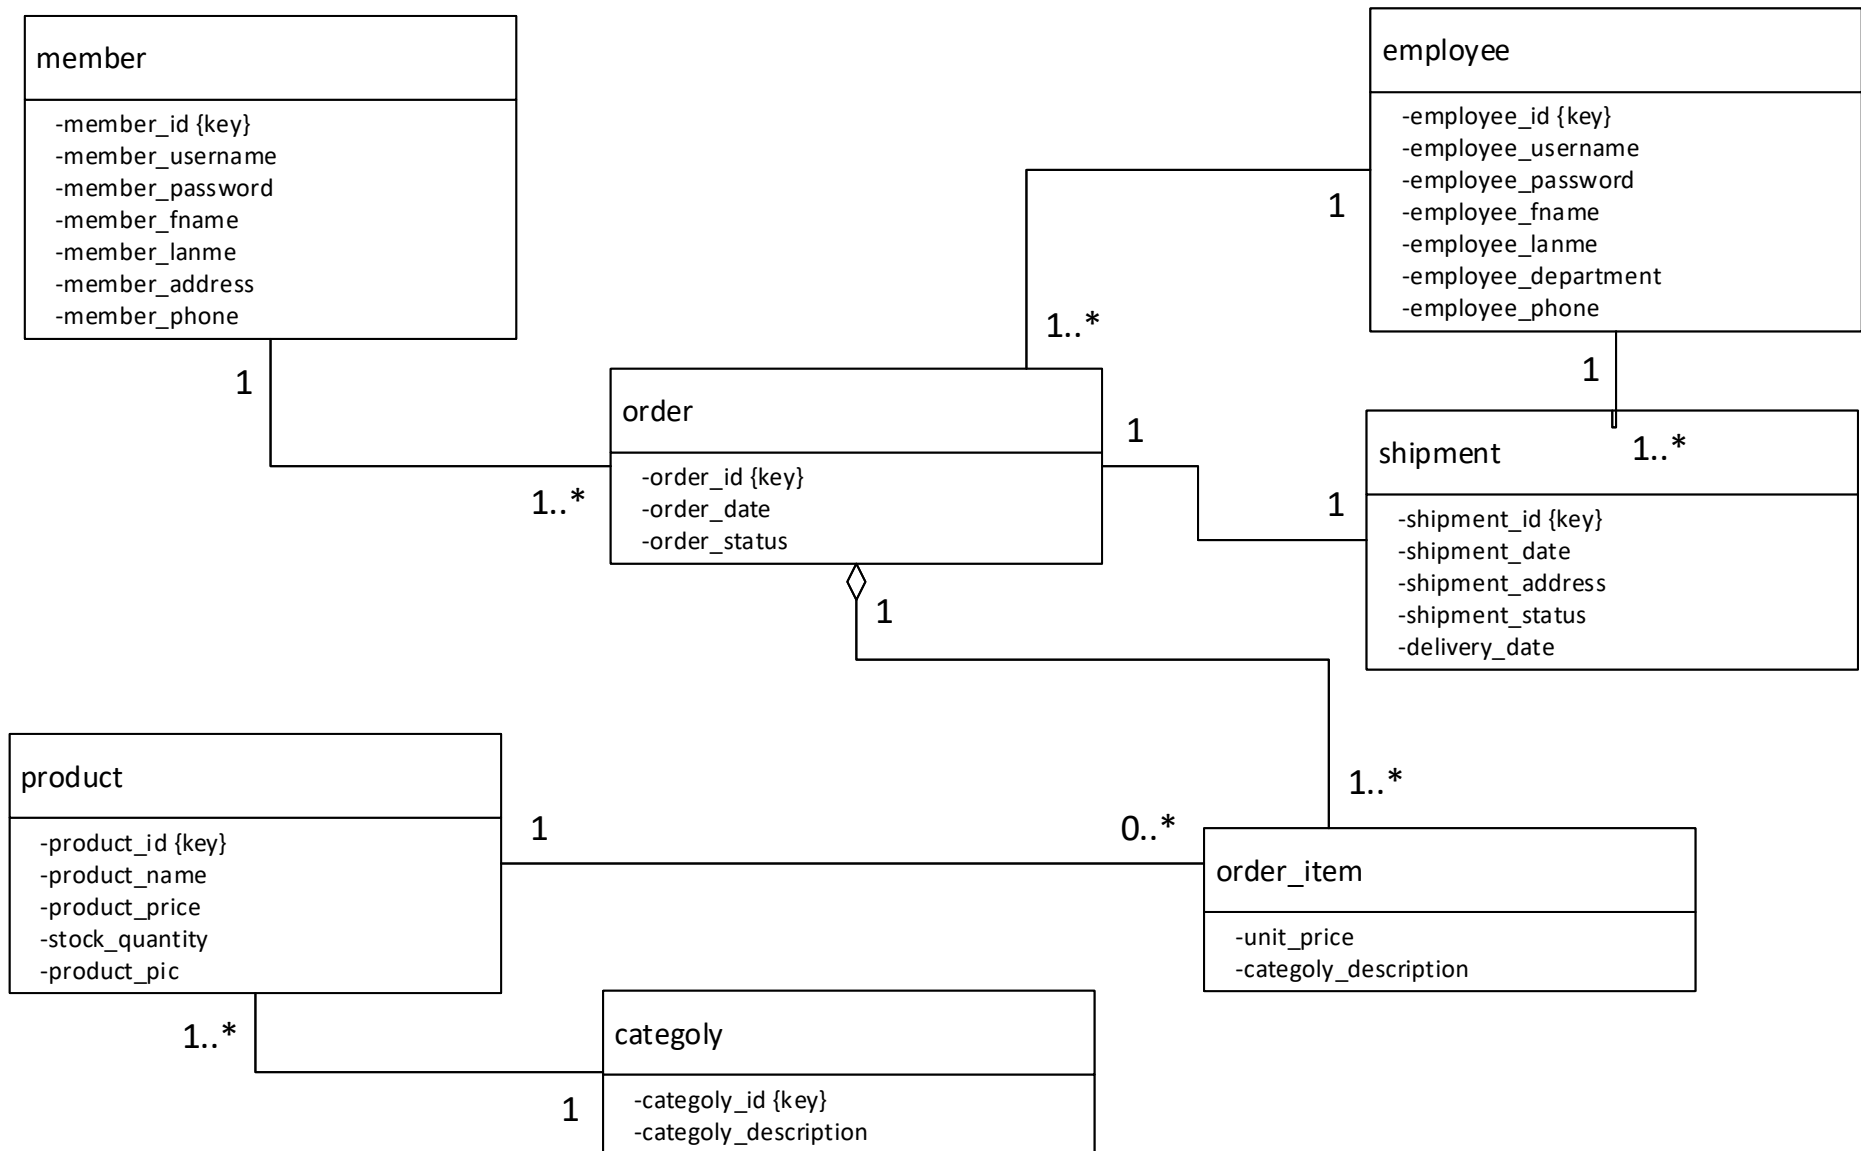 member
-member_id {key}
-member_username
-member_password
-member_fname
-member_lanme
-member_address
-member_phone
1
1..*
employee
-employee_id {key}
-employee_username
-employee_password
-employee_fname
-employee_lanme
-employee_department
-employee_phone
1
1..*
1
1..*
order
-order_id {key}
-order_date
-order_status
1
1
shipment
-shipment_id {key}
-shipment_date
-shipment_address
-shipment_status
-delivery_date
1
1..*
product
-product_id {key}
-product_name
-product_price
-stock_quantity
-product_pic
1
0..*
order_item
-unit_price
-categoly_description
1..*
1
categoly
-categoly_id {key}
-categoly_description